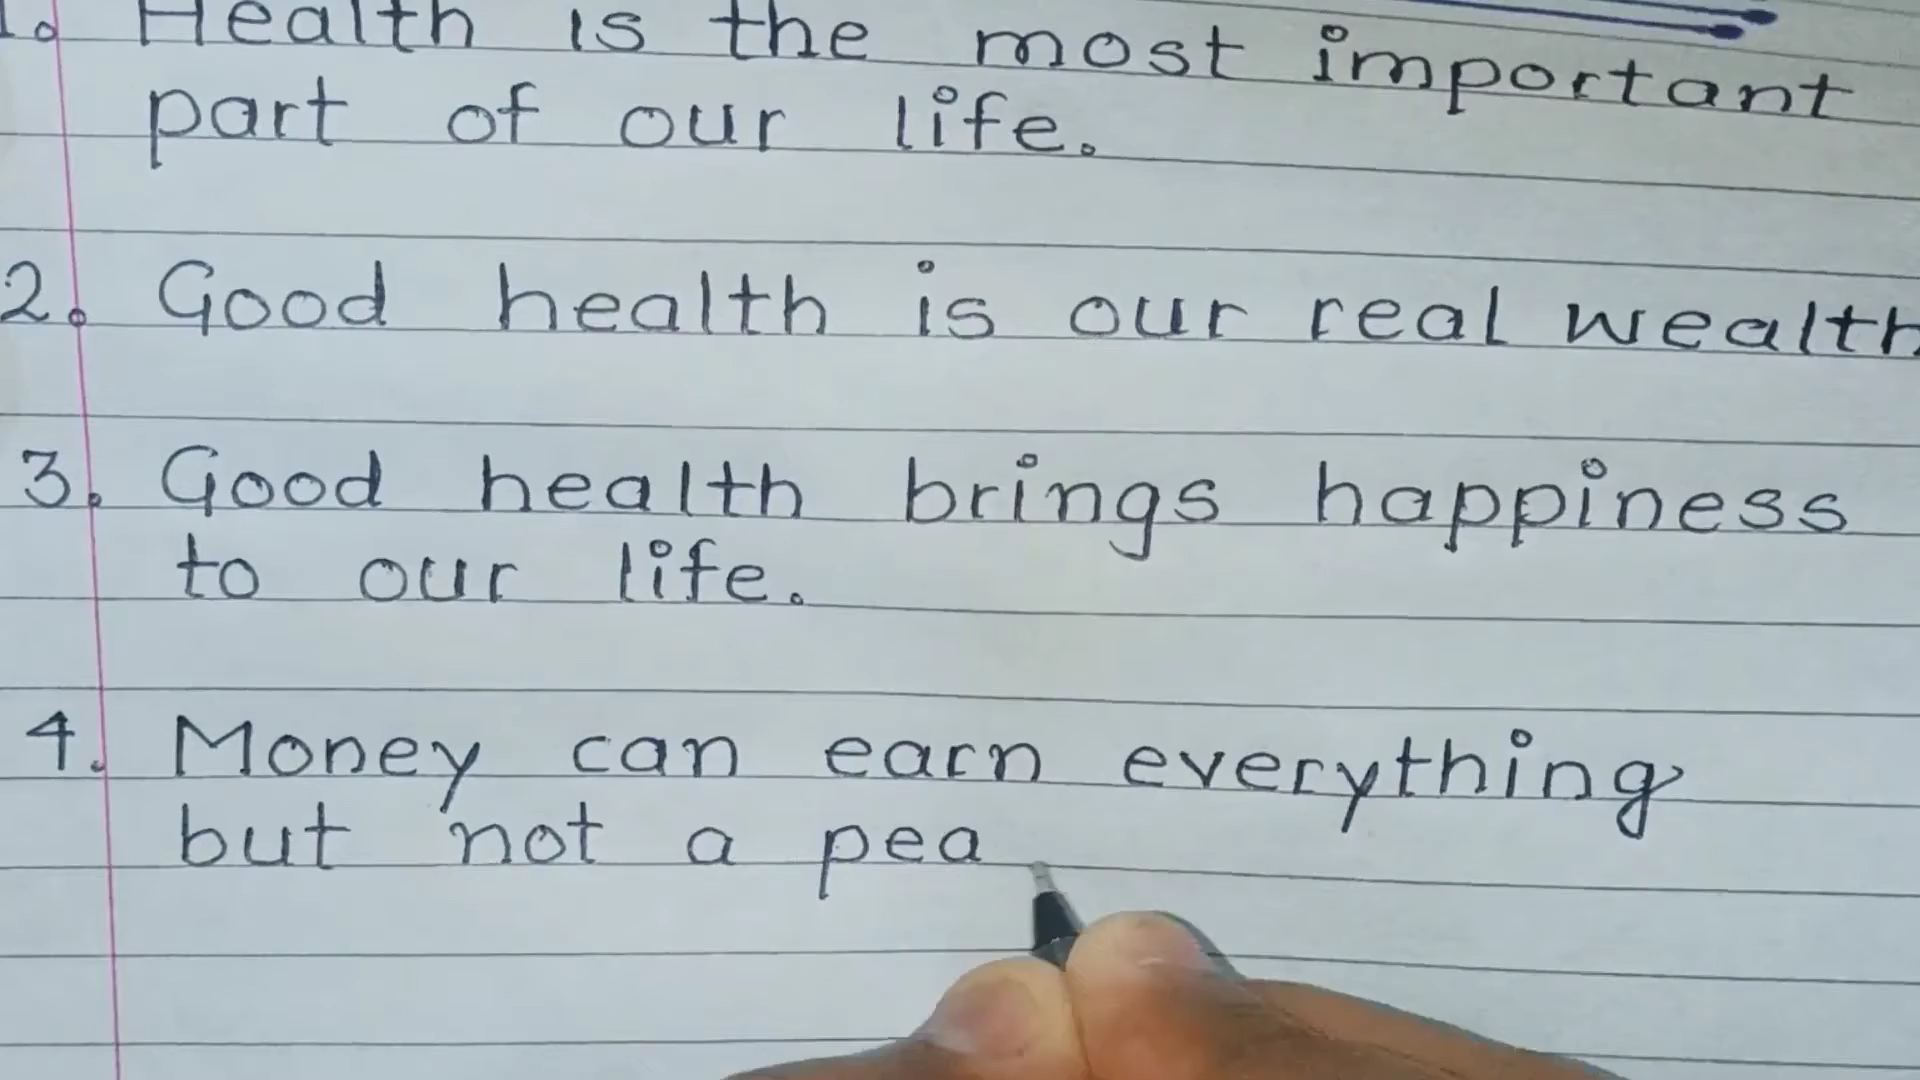 1. Health is the most important
part of our life.
2. Good health is our real wealth
3. Good health brings happiness
to our life.
4. Money can earn everything
but not a pea